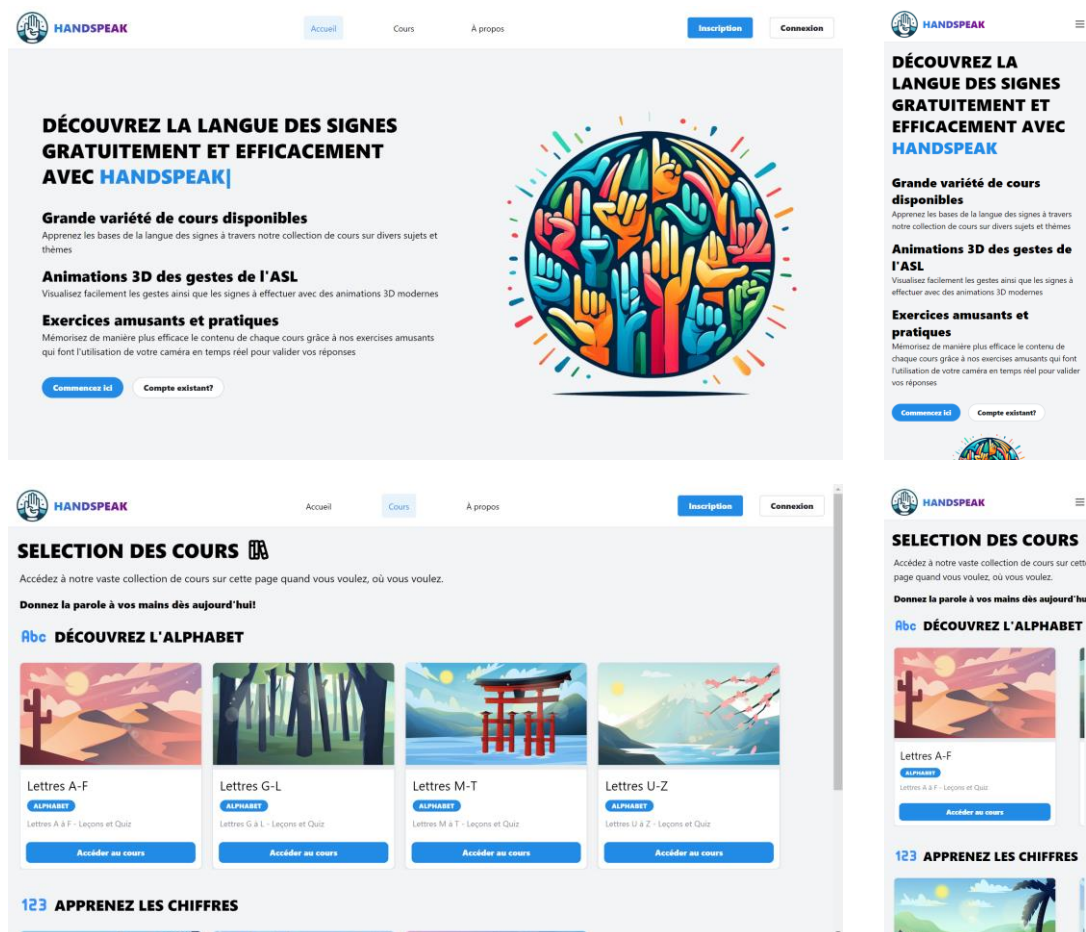 HANDSPEAK
Accueil
Cours
À propos
Inscription
Connexion
DÉCOUVREZ LA LANGUE DES SIGNES
GRATUITEMENT ET EFFICACEMENT
AVEC HANDSPEAK|
Grande variété de cours disponibles
Apprenez les bases de la langue des signes à travers notre collection de cours sur divers sujets et
thèmes
Animations 3D des gestes de l'ASL
Visualisez facilement les gestes ainsi que les signes à effectuer avec des animations 3D modernes
Exercices amusants et pratiques
Mémorisez de manière plus efficace le contenu de chaque cours grâce à nos exercises amusants
qui font l'utilisation de votre caméra en temps réel pour valider vos réponses
Commencez ici
Compte existant?
HANDSPEAK
DÉCOUVREZ LA
LANGUE DES SIGNES
GRATUITEMENT ET
EFFICACEMENT AVEC
HANDSPEAK
Grande variété de cours
disponibles
Apprenez les bases de la langue des signes à travers
notre collection de cours sur divers sujets et thèmes
Animations 3D des gestes de
l'ASL
Visualisez facilement les gestes ainsi que les signes à
effectuer avec des animations 3D modernes
Exercices amusants et
pratiques
Mémorisez de manière plus efficace le contenu de
chaque cours grâce à nos exercises amusants qui font
l'utilisation de votre caméra en temps réel pour valider
vos réponses
Commencez ici
Compte existant?
HANDSPEAK
Accueil
Cours
À propos
Inscription
Connexion
SELECTION DES COURS
Accédez à notre vaste collection de cours sur cette page quand vous voulez, où vous voulez.
Donnez la parole à vos mains dès aujourd'hui!
Abc DÉCOUVREZ L'ALPHABET
Lettres A-F
ALPHABET
Lettres A à F - Leçons et Quiz
Accéder au cours
Lettres G-L
ALPHABET
Lettres G à L - Leçons et Quiz
Accéder au cours
Lettres M-T
ALPHABET
Lettres M à T - Leçons et Quiz
Accéder au cours
Lettres U-Z
ALPHABET
Lettres U à Z - Leçons et Quiz
Accéder au cours
123 APPRENEZ LES CHIFFRES
HANDSPEAK
SELECTION DES COURS
Accédez à notre vaste collection de cours sur cett
page quand vous voulez, où vous voulez.
Donnez la parole à vos mains dès aujourd'hu
Abc DÉCOUVREZ L'ALPHABET
Lettres A-F
ALPHABET
Lettres A à F - Leçons et Quiz
Accéder au cours
123 APPRENEZ LES CHIFFRES